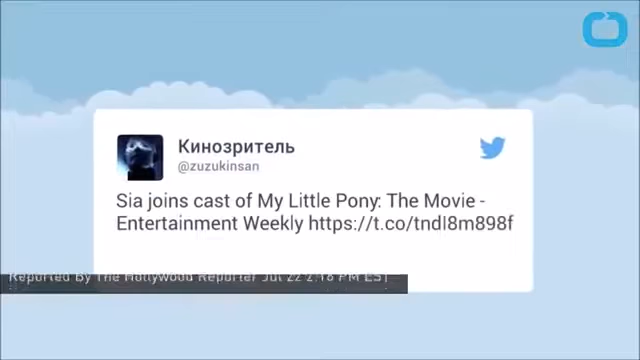 Кинозритель
@zuzukinsan
Sia joins cast of My Little Pony: The Movie -
Entertainment Weekly https://t.co/tndl8m898f
Reported By The Hollywood Reporter Jul 22 2:18 PM EST